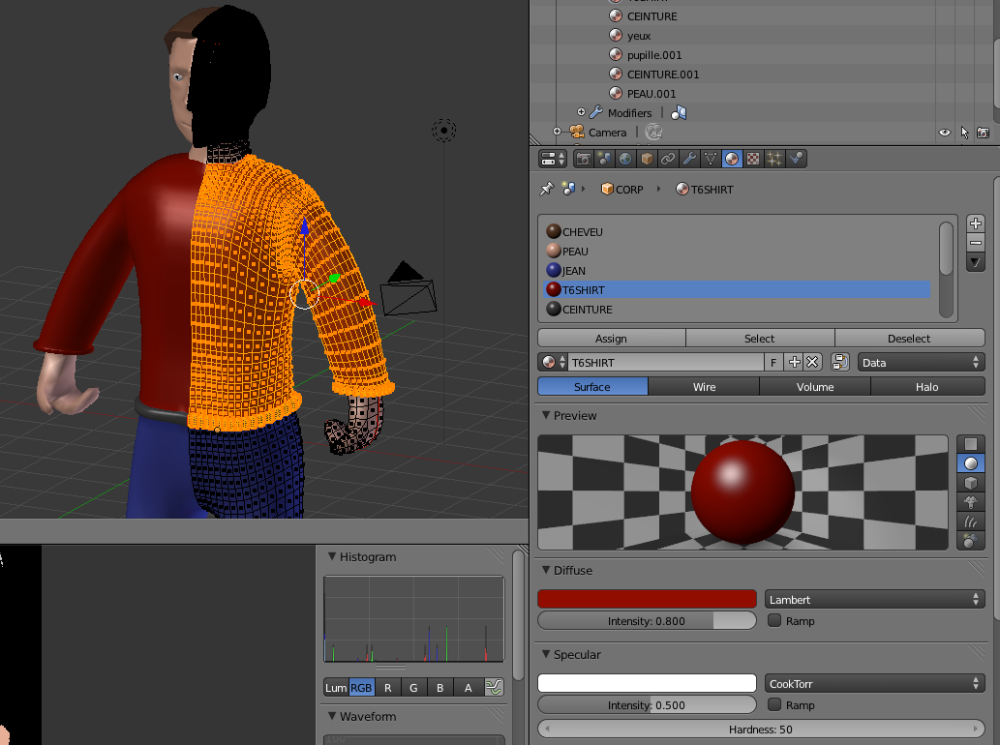 CEINTURE
yeux
pupille.001
CEINTURE.001
PEAU.001
Modifiers
Camera
CORP T6SHIRT
CHEVEU
PEAU
JEAN
T6SHIRT
CEINTURE
Assign Select Deselect
T6SHIRT F Data
Surface Wire Volume Halo
Preview
Diffuse
Lambert
Intensity: 0.800 Ramp
Specular
CookTorr
Intensity: 0.500 Ramp
Hardness: 50
Histogram
Lum RGB R G B A
Waveform